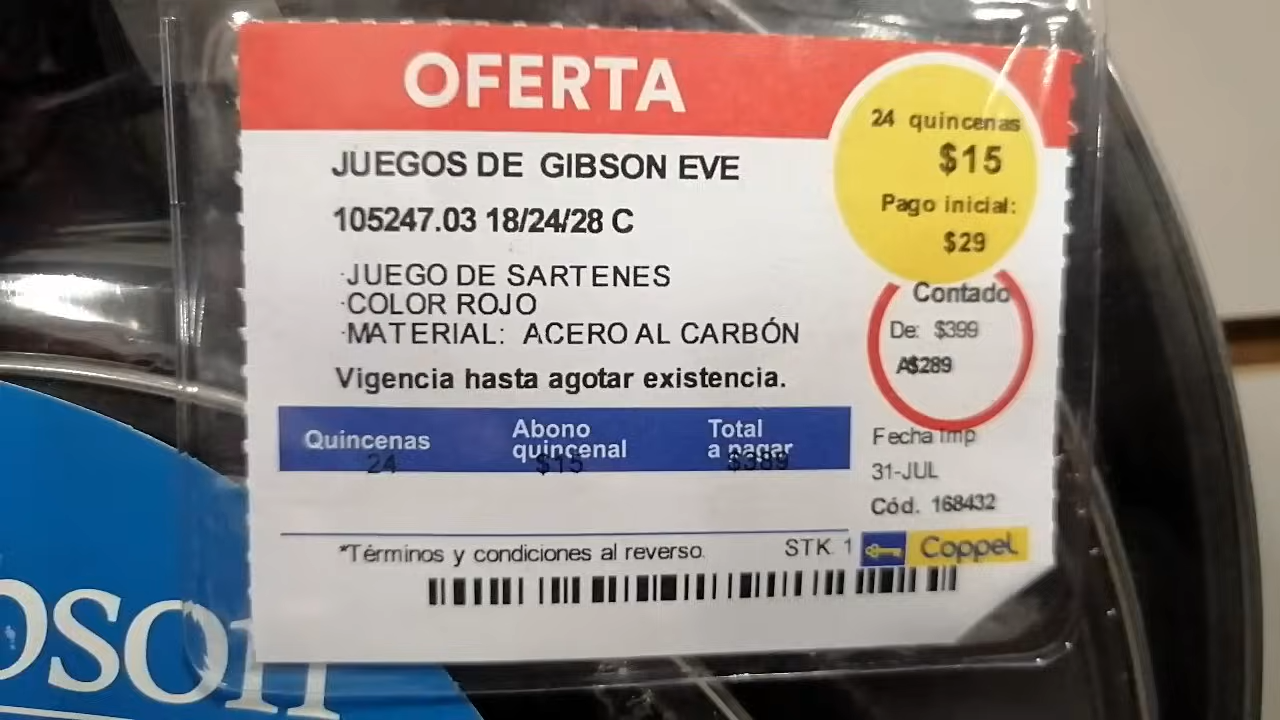 OFERTA
24 quincenas
$15
Pago inicial:
$29
JUEGOS DE GIBSON EVE
105247.03 18/24/28 C
·JUEGO DE SARTENES
·COLOR ROJO
·MATERIAL: ACERO AL CARBÓN
Vigencia hasta agotar existencia.
Contado
De: $399
A$289
Quincenas Abono quincenal Total a pagar
24 $15 $389
Fecha Imp
31-JUL
Cód. 168432
*Términos y condiciones al reverso.
STK 1
Coppel